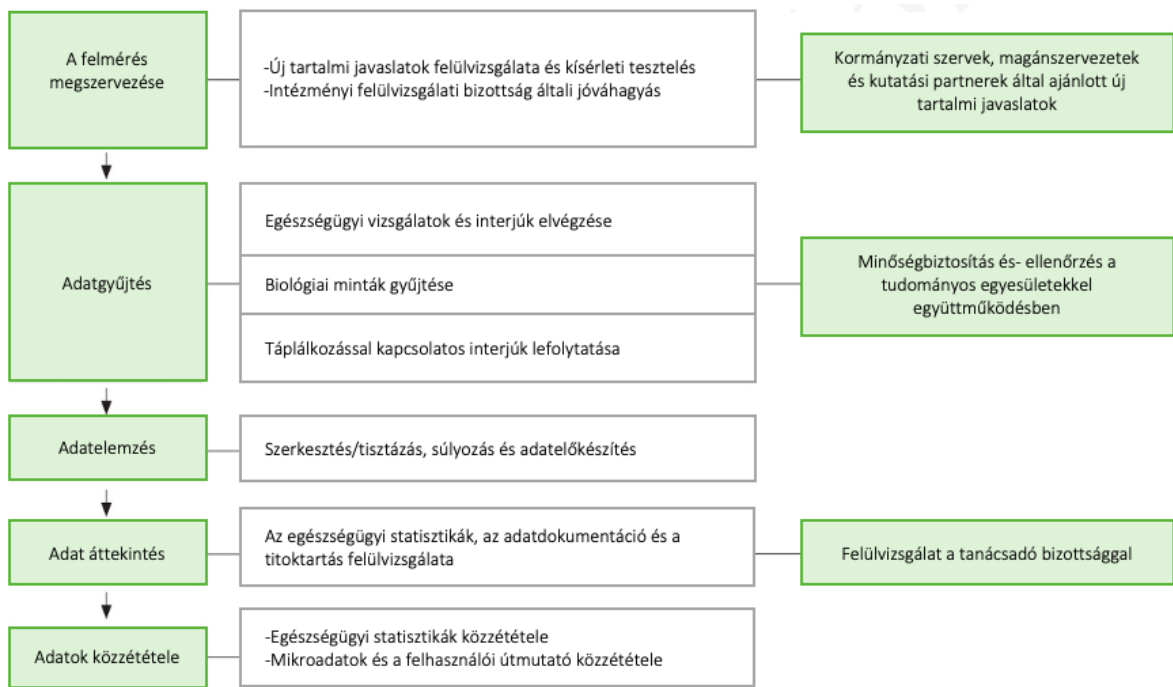 A felmérés
megszervezése
-Új tartalmi javaslatok felülvizsgálata és kísérleti tesztelés
-Intézményi felülvizsgálati bizottság általi jóváhagyás
Kormányzati szervek, magánszervezetek
és kutatási partnerek által ajánlott új
tartalmi javaslatok
Adatgyűjtés
Egészségügyi vizsgálatok és interjúk elvégzése
Biológiai minták gyűjtése
Táplálkozással kapcsolatos interjúk lefolytatása
Minőségbiztosítás és- ellenőrzés a
tudományos egyesületekkel
együttműködésben
Adatelemzés
Szerkesztés/tisztázás, súlyozás és adatelőkészítés
Adat áttekintés
Az egészségügyi statisztikák, az adatdokumentáció és a
titoktartás felülvizsgálata
Felülvizsgálat a tanácsadó bizottsággal
Adatok közzététele
-Egészségügyi statisztikák közzététele
-Mikroadatok és a felhasználói útmutató közzététele